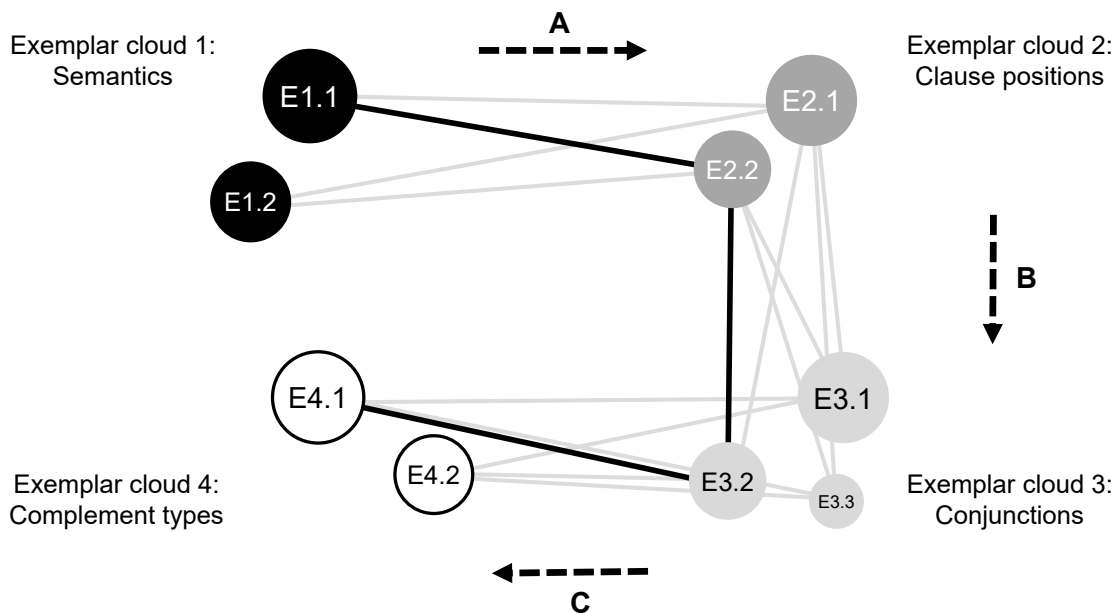 Exemplar cloud 1:
Semantics
A
Exemplar cloud 2:
Clause positions
E1.1
E2.1
E2.2
E1.2
B
E4.1
E3.1
E4.2
E3.2
E3.3
Exemplar cloud 4:
Complement types
Exemplar cloud 3:
Conjunctions
C